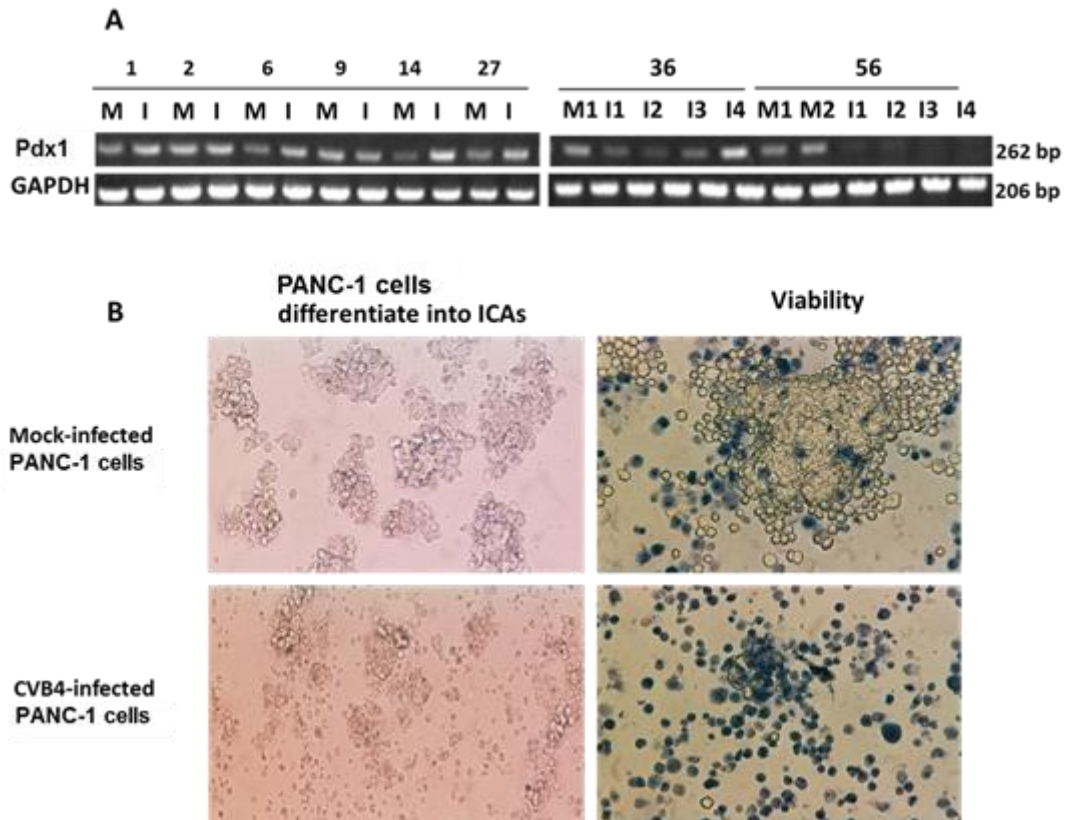 A
1 2 6 9 14 27 36 56
M I M I M I M I M I M I M1 I1 I2 I3 I4 M1 M2 I1 I2 I3 I4
Pdx1 262 bp
GAPDH 206 bp
B
PANC-1 cells
differentiate into ICAs
Viability
Mock-infected
PANC-1 cells
CVB4-infected
PANC-1 cells